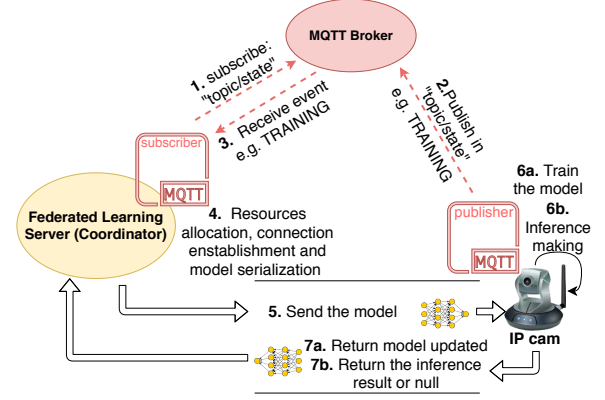 MQTT Broker
1. subscribe:
"topic/state"
2.Publish in
"topic/state"
e.g. TRAINING
3. Receive event
e.g. TRAINING
subscriber
MQTT
Federated Learning
Server (Coordinator)
4. Resources
allocation, connection
enstablishment and
model serialization
publisher
MQTT
6a. Train
the model
6b.
Inference
making
5. Send the model
IP cam
7a. Return model updated
7b. Return the inference
result or null